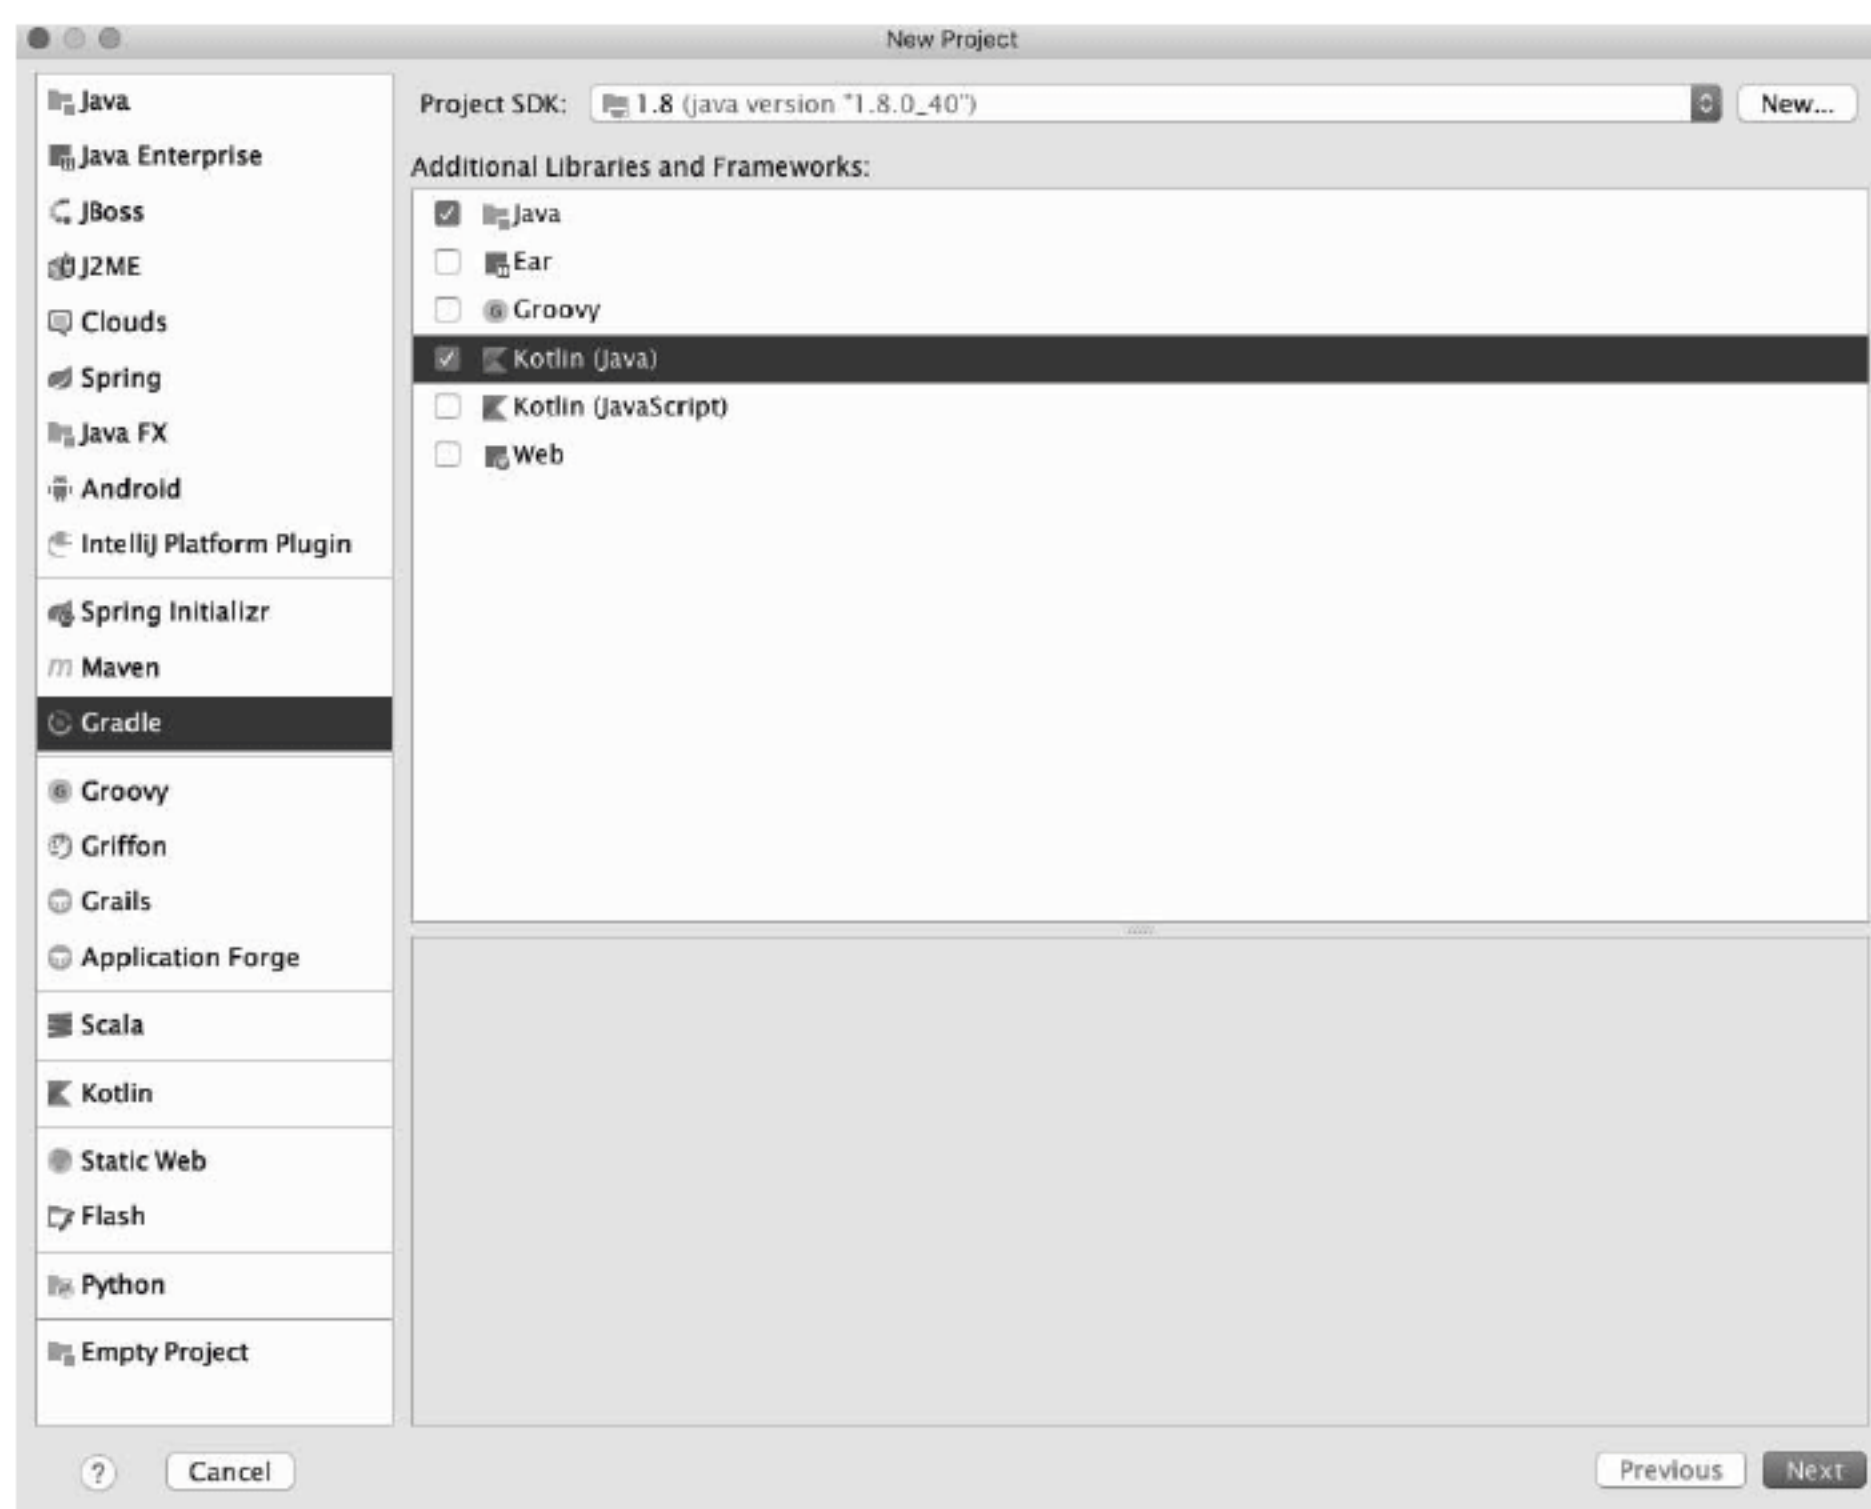 New Project
Java
Java Enterprise
JBoss
J2ME
Clouds
Spring
Java FX
Android
IntelliJ Platform Plugin
Spring Initializr
Maven
Gradle
Groovy
Griffon
Grails
Application Forge
Scala
Kotlin
Static Web
Flash
Python
Empty Project
Project SDK: 1.8 (java version "1.8.0_40") New...
Additional Libraries and Frameworks:
Java
Ear
Groovy
Kotlin (Java)
Kotlin (JavaScript)
Web
? Cancel Previous Next